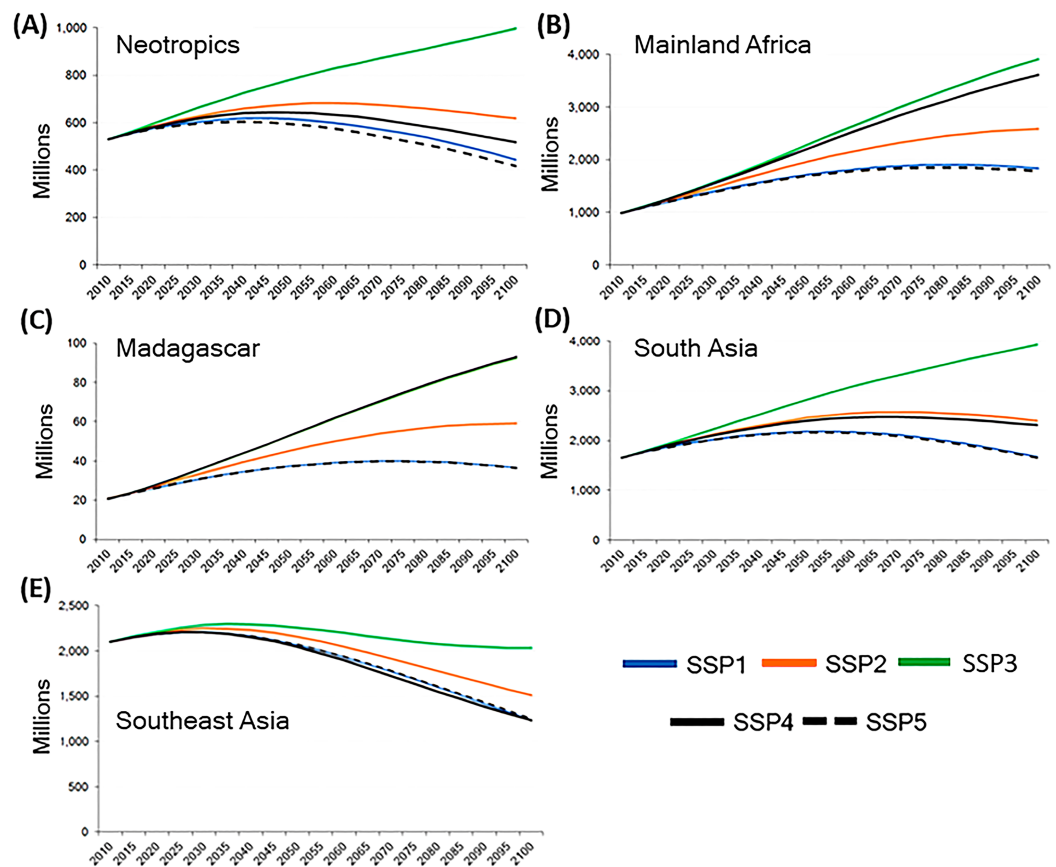 (A)
Neotropics
Millions
1,000
800
600
400
200
0
2010 2015 2020 2025 2030 2035 2040 2045 2050 2055 2060 2065 2070 2075 2080 2085 2090 2095 2100
(B)
Mainland Africa
Millions
4,000
3,000
2,000
1,000
0
2010 2015 2020 2025 2030 2035 2040 2045 2050 2055 2060 2065 2070 2075 2080 2085 2090 2095 2100
(C)
Madagascar
Millions
100
80
60
40
20
0
2010 2015 2020 2025 2030 2035 2040 2045 2050 2055 2060 2065 2070 2075 2080 2085 2090 2095 2100
(D)
South Asia
Millions
4,000
3,000
2,000
1,000
0
2010 2015 2020 2025 2030 2035 2040 2045 2050 2055 2060 2065 2070 2075 2080 2085 2090 2095 2100
(E)
Southeast Asia
Millions
2,500
2,000
1,500
1,000
500
0
2010 2015 2020 2025 2030 2035 2040 2045 2050 2055 2060 2065 2070 2075 2080 2085 2090 2095 2100
SSP1 SSP2 SSP3
SSP4 SSP5